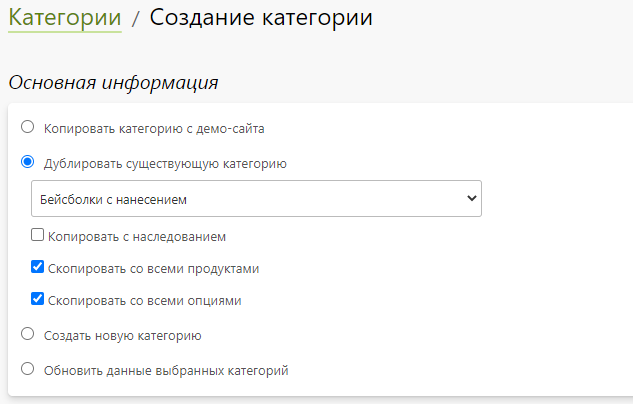 Категории / Создание категории
Основная информация
Копировать категорию с демо-сайта
Дублировать существующую категорию
Бейсболки с нанесением
Копировать с наследованием
Скопировать со всеми продуктами
Скопировать со всеми опциями
Создать новую категорию
Обновить данные выбранных категорий